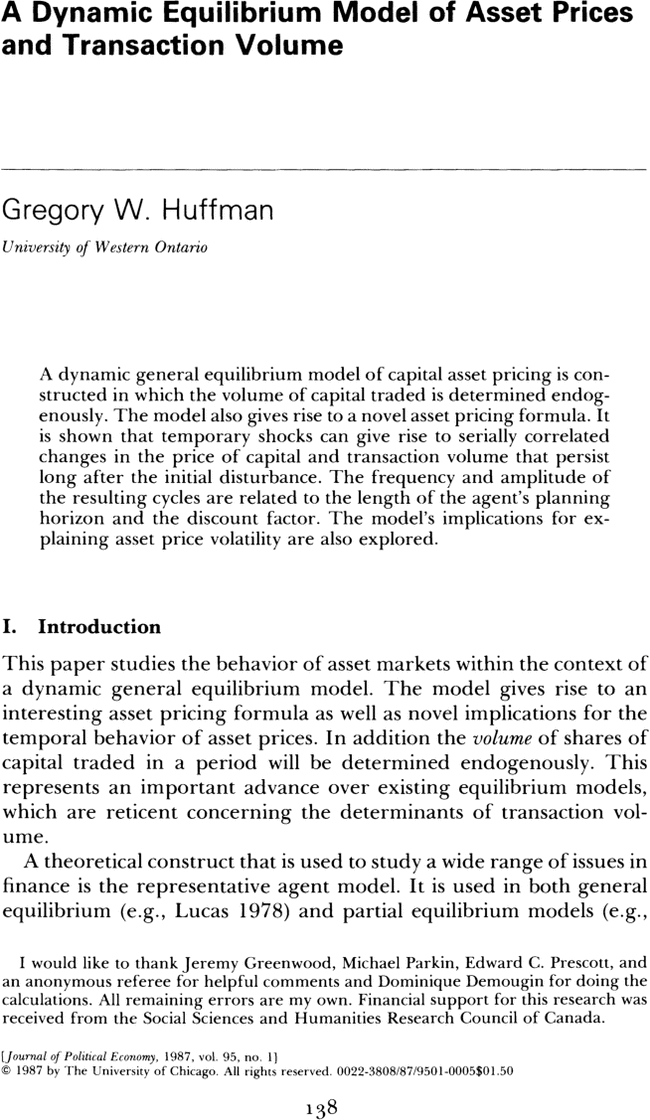 A Dynamic Equilibrium Model of Asset Prices
and Transaction Volume
Gregory W. Huffman
University of Western Ontario
A dynamic general equilibrium model of capital asset pricing is con-
structed in which the volume of capital traded is determined endog-
enously. The model also gives rise to a novel asset pricing formula. It
is shown that temporary shocks can give rise to serially correlated
changes in the price of capital and transaction volume that persist
long after the initial disturbance. The frequency and amplitude of
the resulting cycles are related to the length of the agent's planning
horizon and the discount factor. The model's implications for ex-
plaining asset price volatility are also explored.
I. Introduction
This paper studies the behavior of asset markets within the context of
a dynamic general equilibrium model. The model gives rise to an
interesting asset pricing formula as well as novel implications for the
temporal behavior of asset prices. In addition the volume of shares of
capital traded in a period will be determined endogenously. This
represents an important advance over existing equilibrium models,
which are reticent concerning the determinants of transaction vol-
ume.
A theoretical construct that is used to study a wide range of issues in
finance is the representative agent model. It is used in both general
equilibrium (e.g., Lucas 1978) and partial equilibrium models (e.g.,
I would like to thank Jeremy Greenwood, Michael Parkin, Edward C. Prescott, and
an anonymous referee for helpful comments and Dominique Demougin for doing the
calculations. All remaining errors are my own. Financial support for this research was
received from the Social Sciences and Humanities Research Council of Canada.
[Journal of Political Economy, 1987, vol. 95, no. 1]
© 1987 by The University of Chicago. All rights reserved. 0022-3808/87/9501-0005$01.50
138